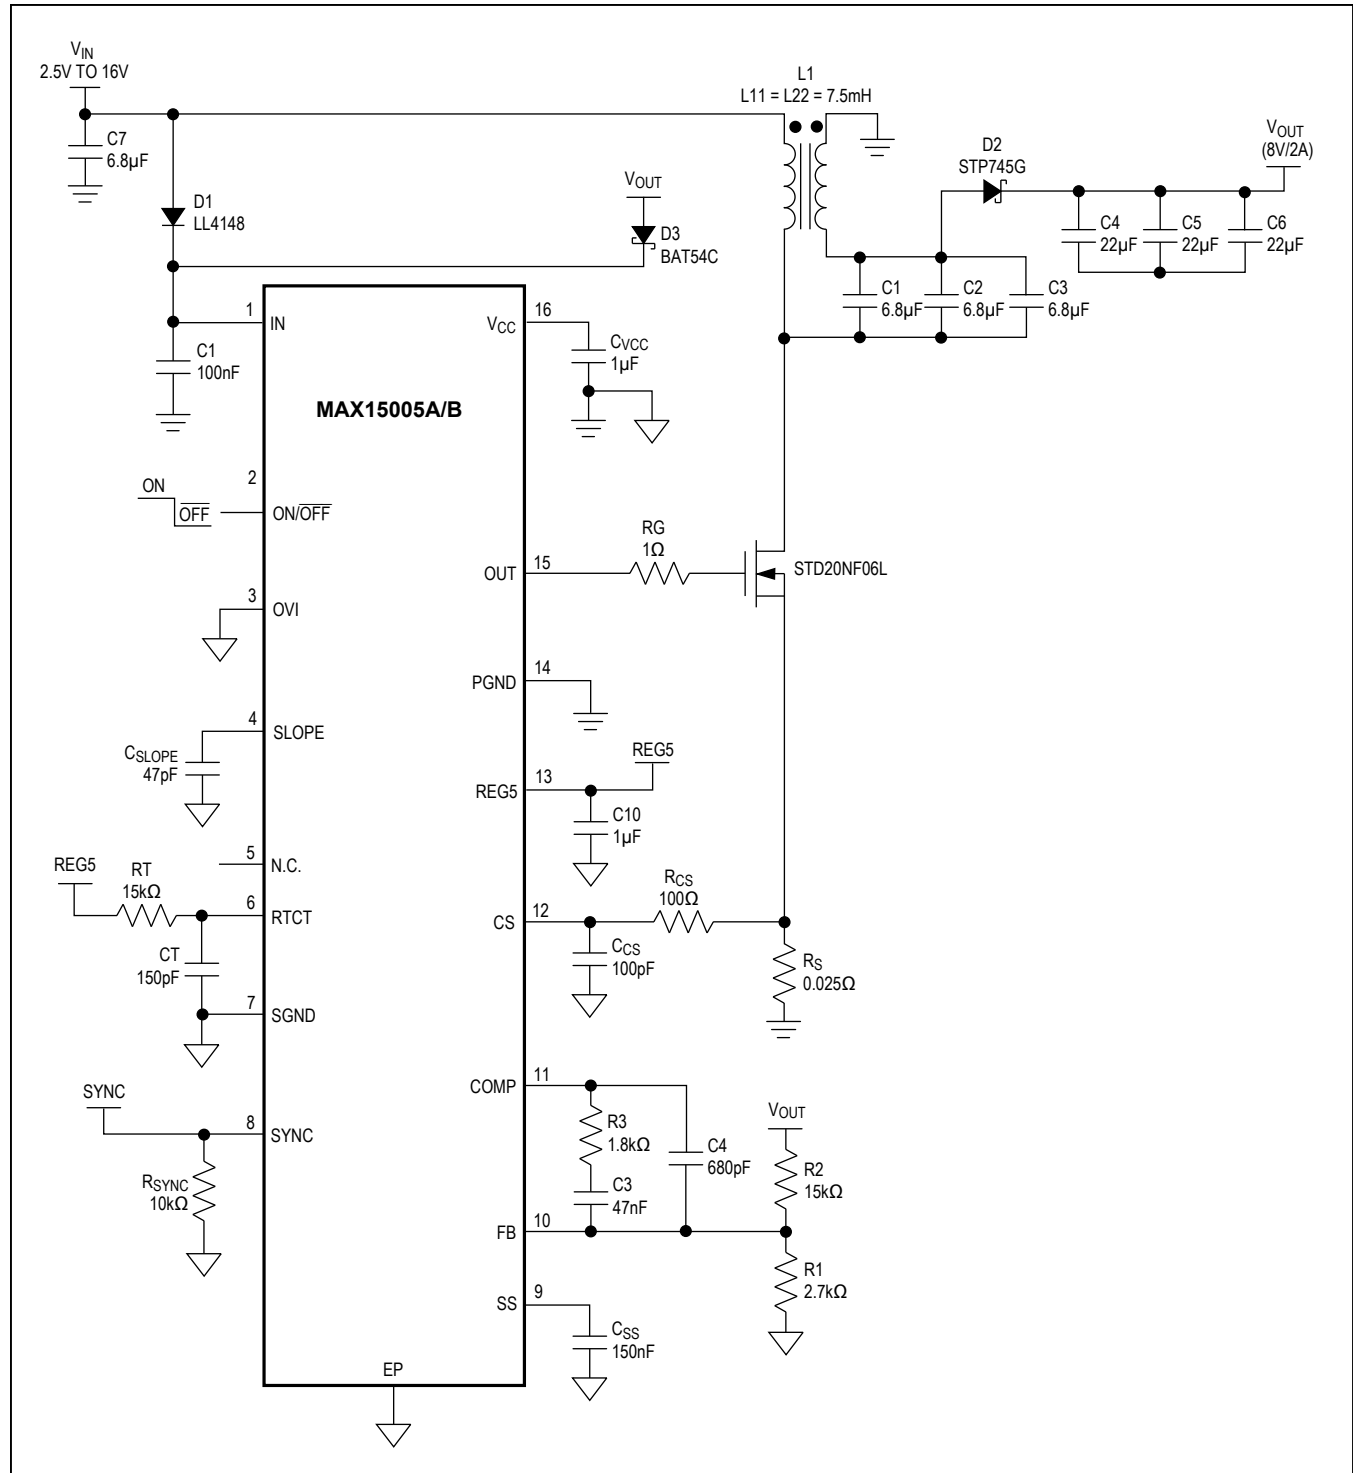 VIN
2.5V TO 16V
C7
6.8µF
D1
LL4148
L1
L11 = L22 = 7.5mH
D2
STP745G
VOUT
(8V/2A)
C4
22µF
C5
22µF
C6
22µF
VOUT
D3
BAT54C
C1
6.8µF
C2
6.8µF
C3
6.8µF
C1
100nF
1
IN
16
VCC
CVCC
1µF
MAX15005A/B
2
ON
OFF
ON/OFF
3
OVI
RG
1Ω
15
OUT
STD20NF06L
4
SLOPE
CSLOPE
47pF
14
PGND
REG5
13
REG5
C10
1µF
5
N.C.
REG5
RT
15kΩ
6
RTCT
CT
150pF
7
SGND
RCS
100Ω
12
CS
CCS
100pF
RS
0.025Ω
SYNC
8
SYNC
RSYNC
10kΩ
11
COMP
R3
1.8kΩ
C3
47nF
C4
680pF
VOUT
R2
15kΩ
10
FB
R1
2.7kΩ
9
SS
CSS
150nF
EP